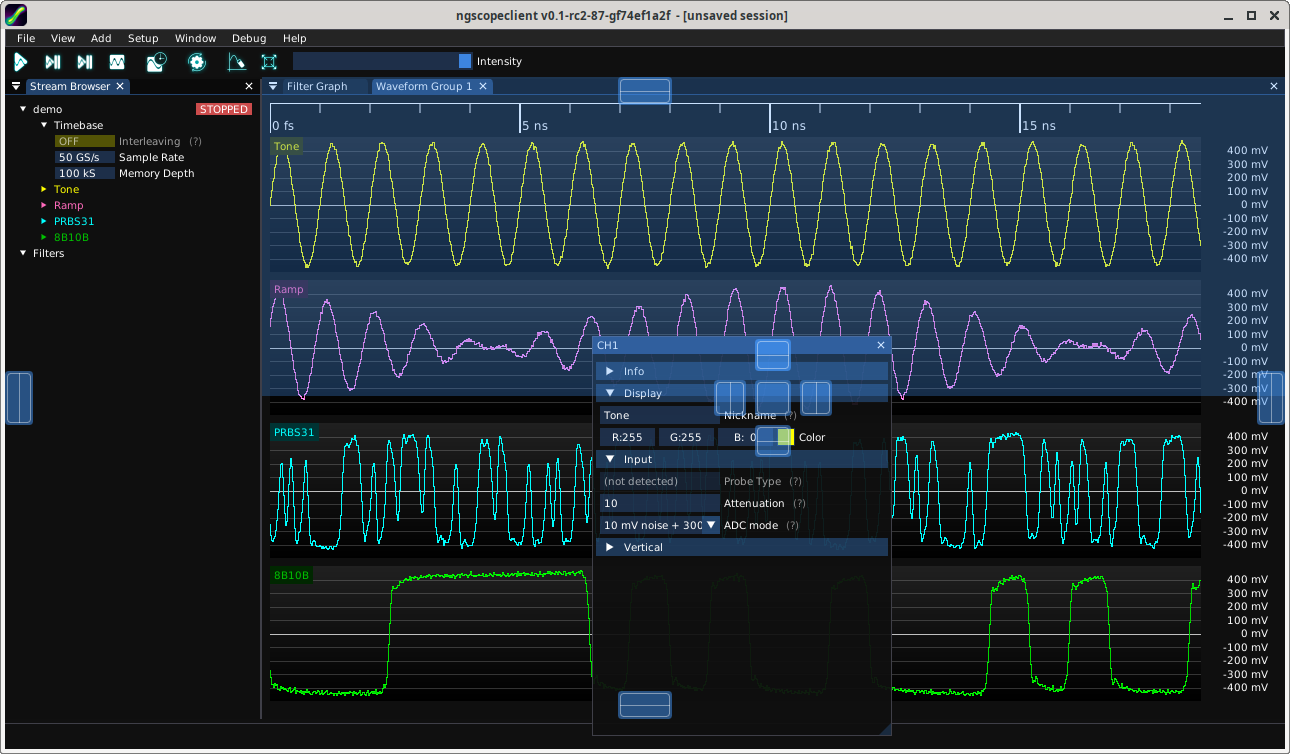 ngscopeclient v0.1-rc2-87-gf74ef1a2f - [unsaved session]
File View Add Setup Window Debug Help
Intensity
Stream Browser
Filter Graph Waveform Group 1
demo STOPPED
Timebase
OFF Interleaving (?)
50 GS/s Sample Rate
100 kS Memory Depth
Tone
Ramp
PRBS31
8B10B
Filters
0 fs 5 ns 10 ns 15 ns
Tone
400 mV
300 mV
200 mV
100 mV
0 mV
-100 mV
-200 mV
-300 mV
-400 mV
Ramp
400 mV
300 mV
200 mV
100 mV
0 mV
-100 mV
-200 mV
-300 mV
-400 mV
PRBS31
400 mV
300 mV
200 mV
100 mV
0 mV
-100 mV
-200 mV
-300 mV
-400 mV
8B10B
400 mV
300 mV
200 mV
100 mV
0 mV
-100 mV
-200 mV
-300 mV
-400 mV
CH1
Info
Display
Tone Nickname (?)
R:255 G:255 B: 0 Color
Input
(not detected) Probe Type (?)
10 Attenuation (?)
10 mV noise + 300 ADC mode (?)
Vertical